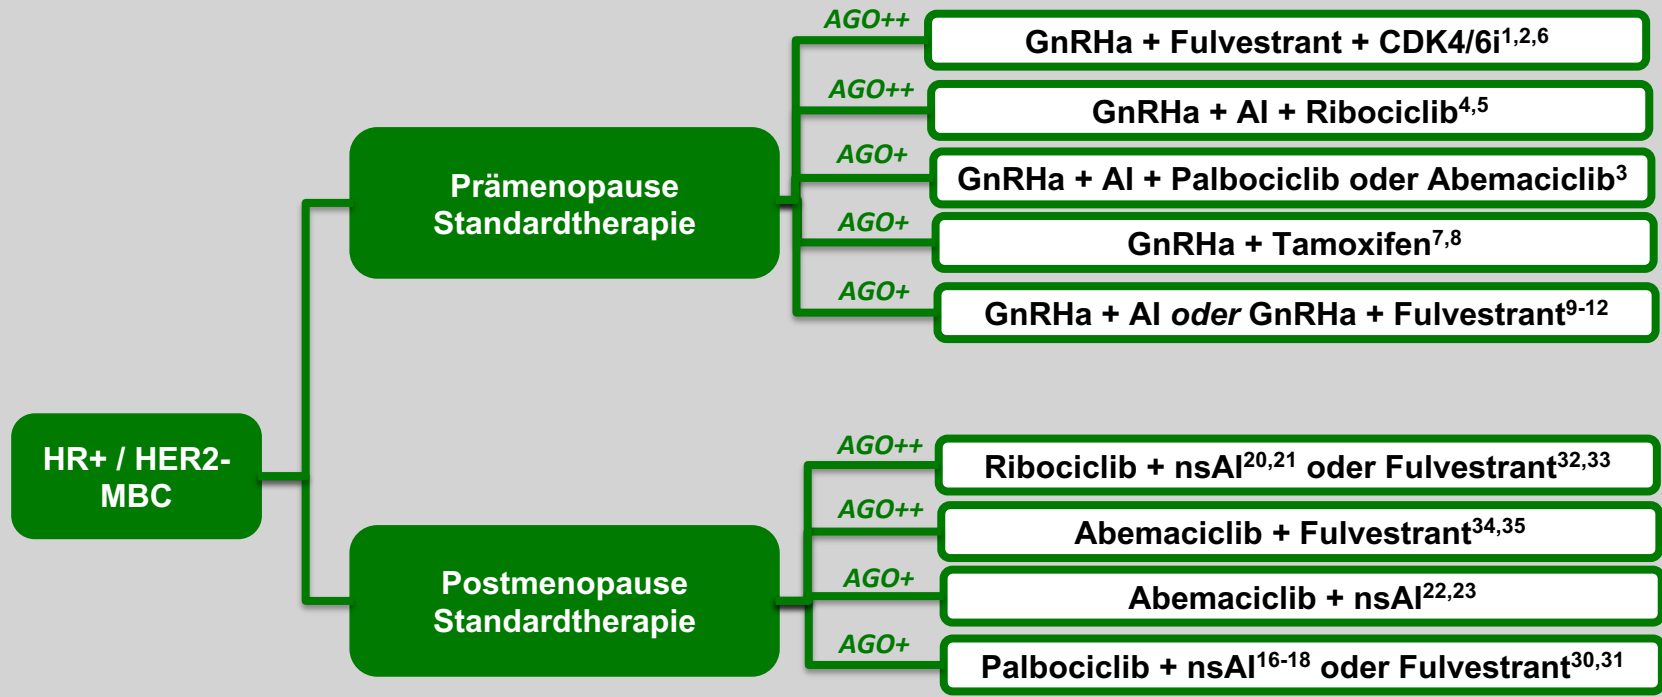 HR+ / HER2-
MBC
Prämenopause
Standardtherapie
AGO++
GnRHa + Fulvestrant + CDK4/6i1,2,6
AGO++
GnRHa + AI + Ribociclib4,5
AGO+
GnRHa + AI + Palbociclib oder Abemaciclib3
AGO+
GnRHa + Tamoxifen7,8
AGO+
GnRHa + AI oder GnRHa + Fulvestrant9-12
Postmenopause
Standardtherapie
AGO++
Ribociclib + nsAI20,21 oder Fulvestrant32,33
AGO++
Abemaciclib + Fulvestrant34,35
AGO+
Abemaciclib + nsAI22,23
AGO+
Palbociclib + nsAI16-18 oder Fulvestrant30,31